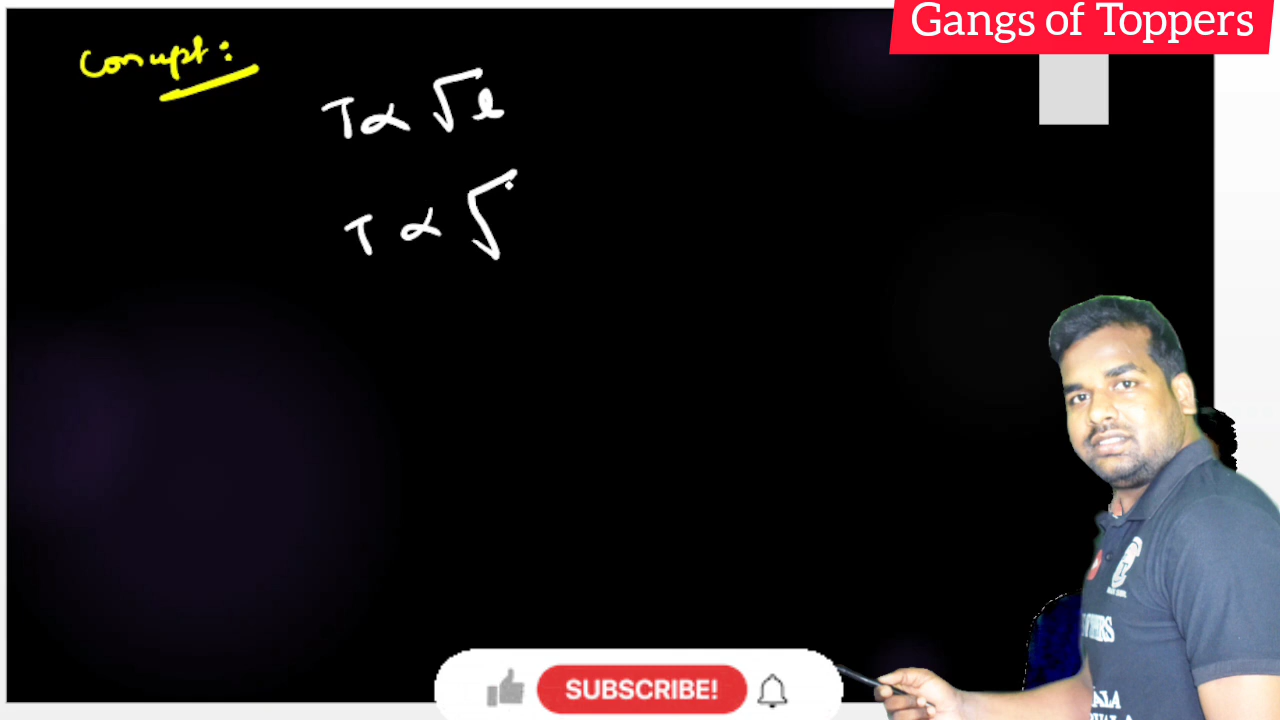 Gangs of Toppers
Concept:
T ∝ √l
T ∝ √
SUBSCRIBE!